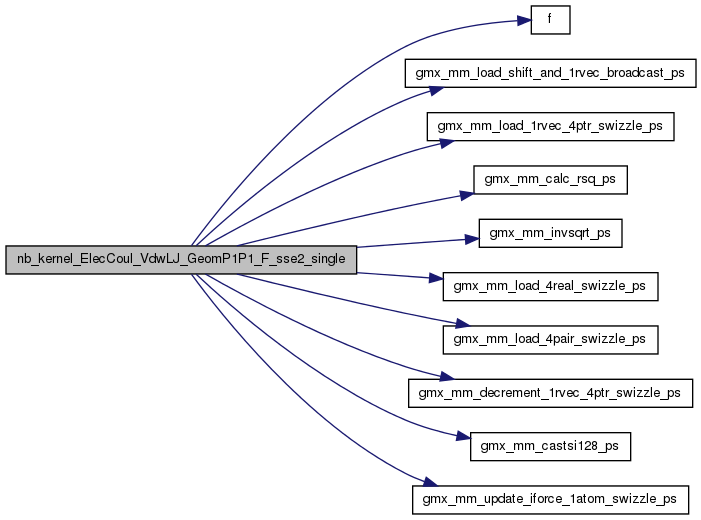 f
gmx_mm_load_shift_and_1rvec_broadcast_ps
gmx_mm_load_1rvec_4ptr_swizzle_ps
gmx_mm_calc_rsq_ps
gmx_mm_invsqrt_ps
nb_kernel_ElecCoul_VdwLJ_GeomP1P1_F_sse2_single
gmx_mm_load_4real_swizzle_ps
gmx_mm_load_4pair_swizzle_ps
gmx_mm_decrement_1rvec_4ptr_swizzle_ps
gmx_mm_castsi128_ps
gmx_mm_update_iforce_1atom_swizzle_ps